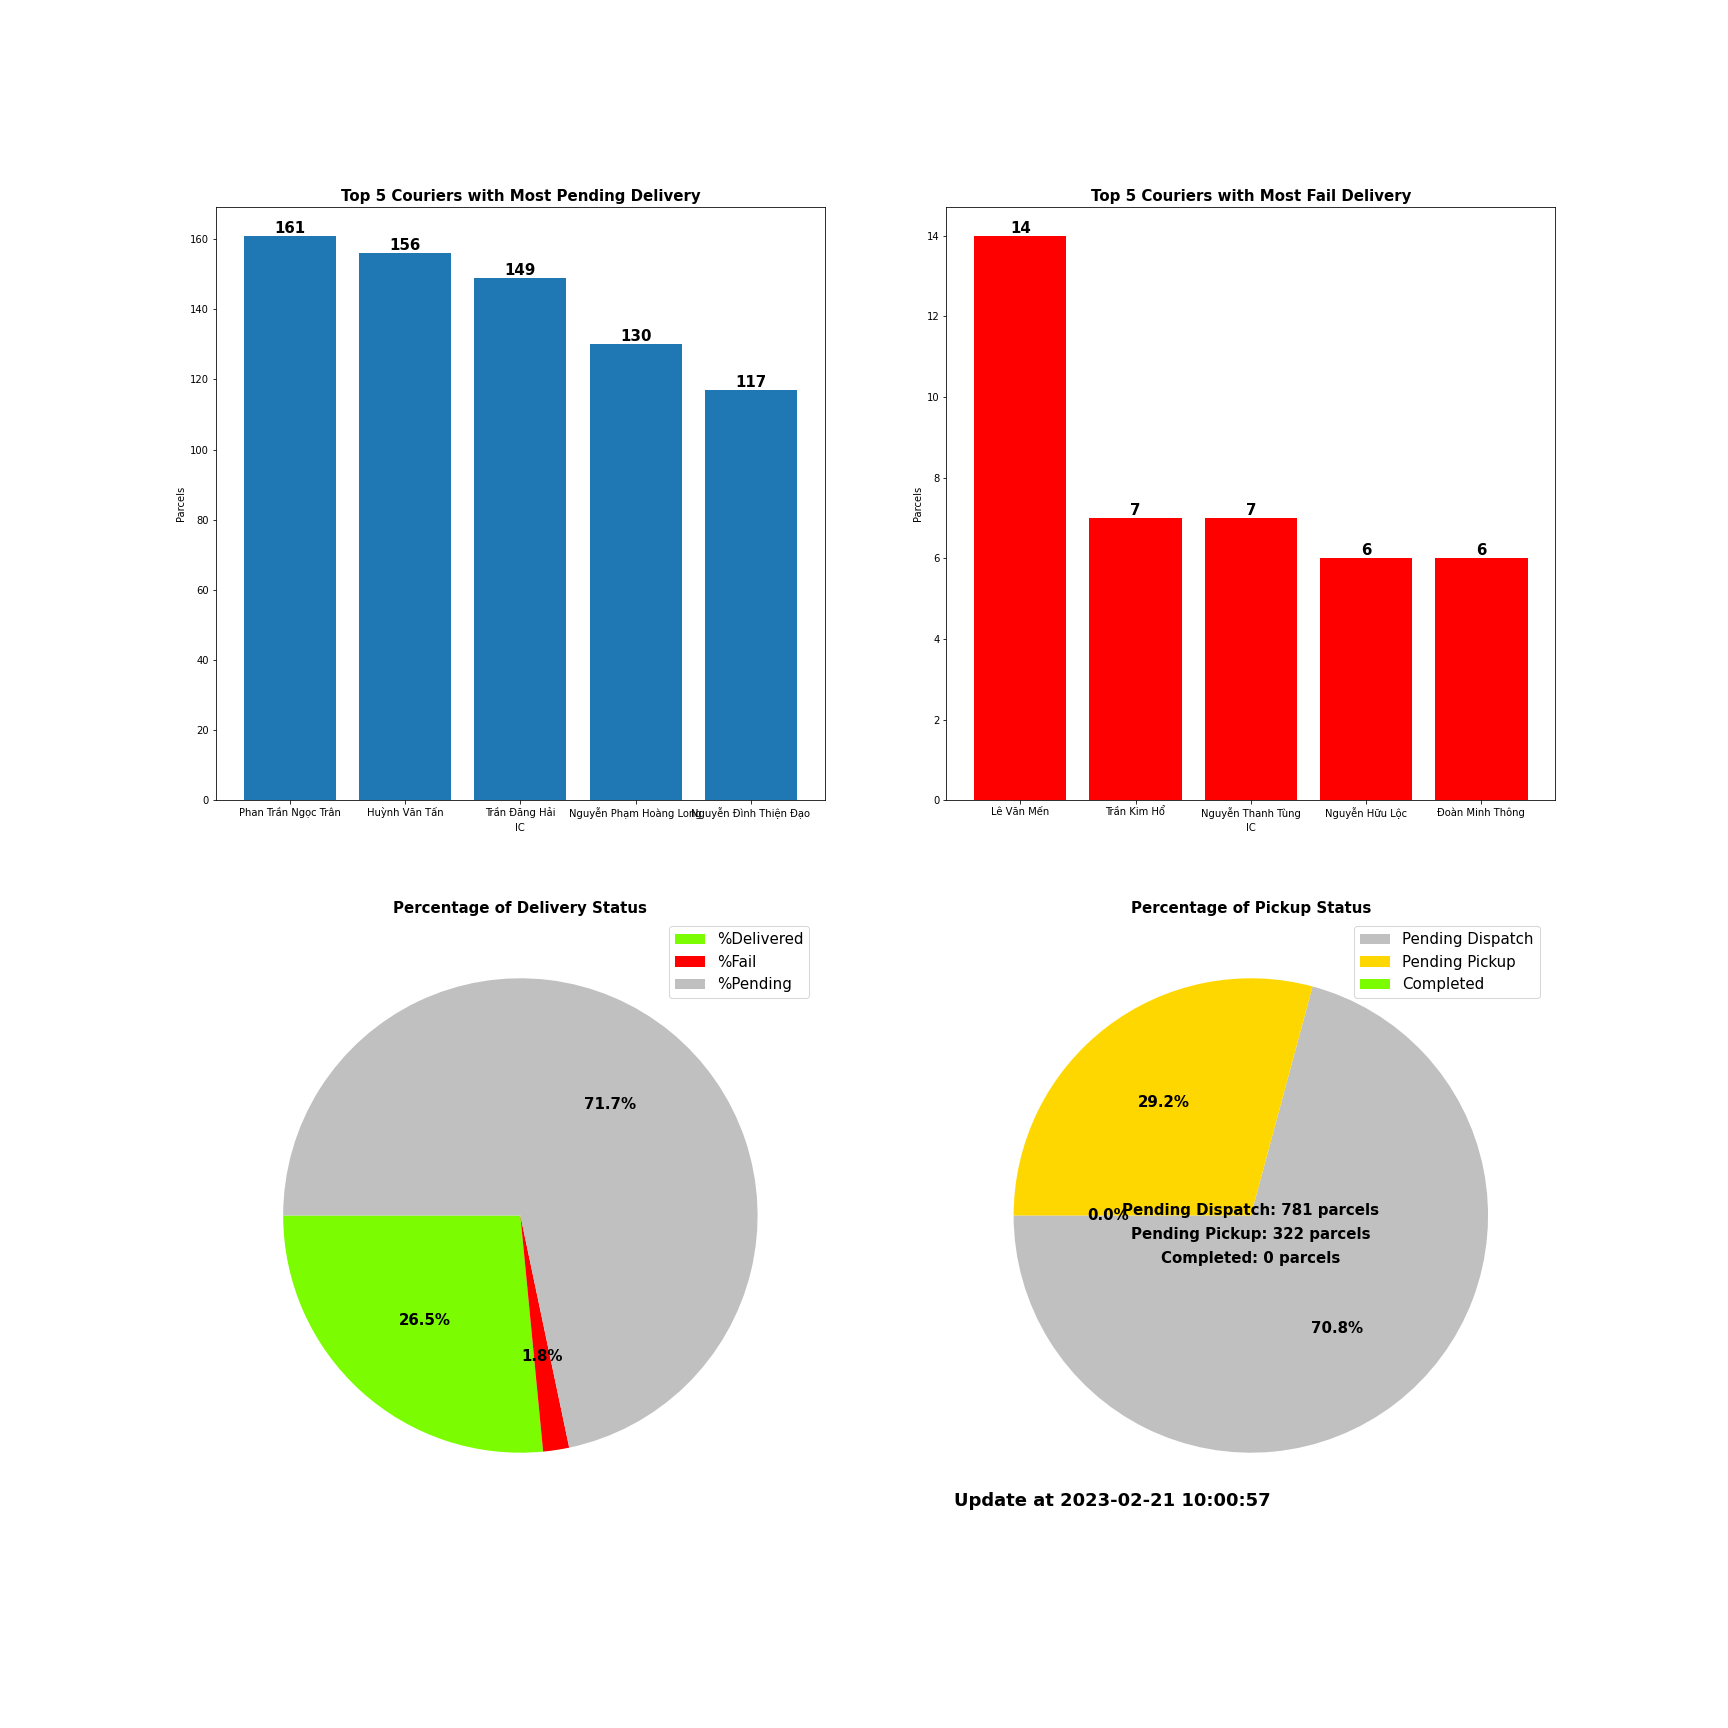 Top 5 Couriers with Most Pending Delivery
161
156
149
130
117
160
140
120
100
80
60
40
20
0
Parcels
Phan Trần Ngọc Trân
Huỳnh Văn Tấn
Trần Đăng Hải
Nguyễn Phạm Hoàng Long
Nguyễn Đình Thiện Đạo
IC
Top 5 Couriers with Most Fail Delivery
14
7
7
6
6
14
12
10
8
6
4
2
0
Parcels
Lê Văn Mến
Trần Kim Hổ
Nguyễn Thanh Tùng
Nguyễn Hữu Lộc
Đoàn Minh Thông
IC
Percentage of Delivery Status
%Delivered
%Fail
%Pending
71.7%
26.5%
1.8%
Percentage of Pickup Status
Pending Dispatch
Pending Pickup
Completed
29.2%
0.0%
Pending Dispatch: 781 parcels
Pending Pickup: 322 parcels
Completed: 0 parcels
70.8%
Update at 2023-02-21 10:00:57